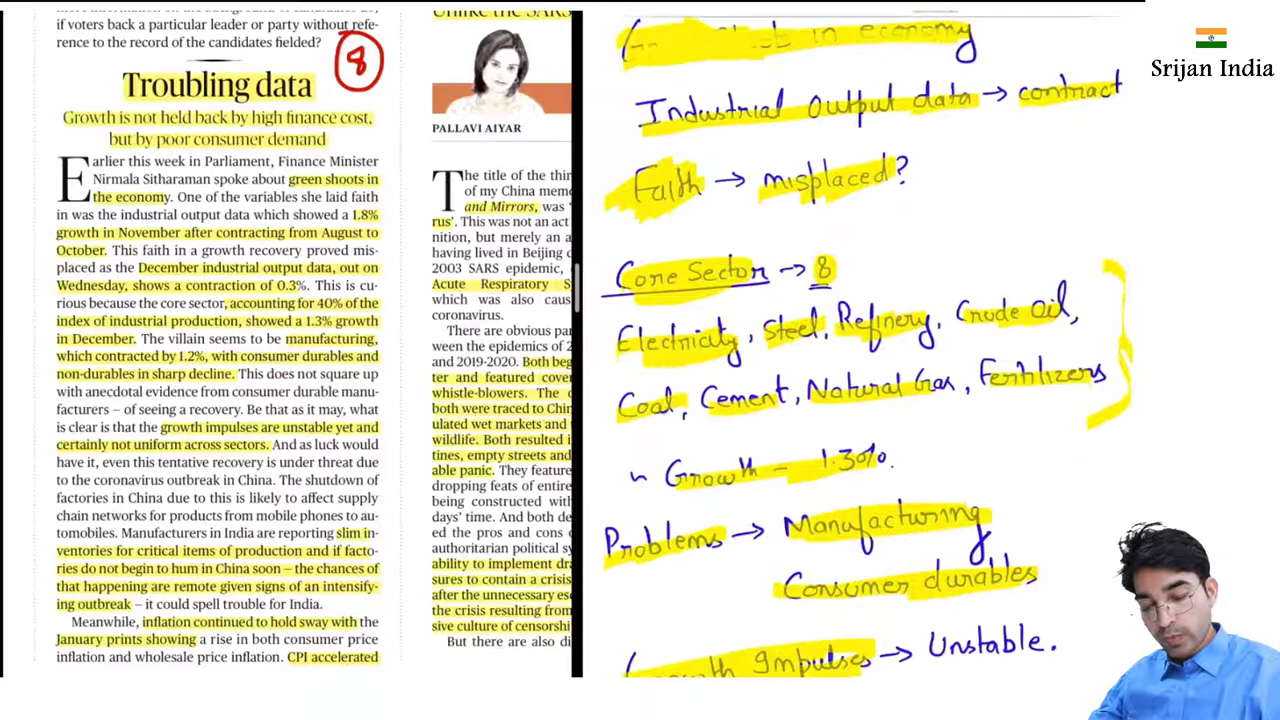 if voters back a particular leader or party without refe-
rence to the record of the candidates fielded?
8
Troubling data
Growth is not held back by high finance cost,
but by poor consumer demand
Earlier this week in Parliament, Finance Minister
Nirmala Sitharaman spoke about green shoots in
the economy. One of the variables she laid faith
in was the industrial output data which showed a 1.8%
growth in November after contracting from August to
October. This faith in a growth recovery proved mis-
placed as the December industrial output data, out on
Wednesday, shows a contraction of 0.3%. This is cu-
rious because the core sector, accounting for 40% of the
index of industrial production, showed a 1.3% growth
in December. The villain seems to be manufacturing,
which contracted by 1.2%, with consumer durables and
non-durables in sharp decline. This does not square up
with anecdotal evidence from consumer durable manu-
facturers – of seeing a recovery. Be that as it may, what
is clear is that the growth impulses are unstable yet and
certainly not uniform across sectors. And as luck would
have it, even this tentative recovery is under threat due
to the coronavirus outbreak in China. The shutdown of
factories in China due to this is likely to affect supply
chain networks for products from mobile phones to au-
tomobiles. Manufacturers in India are reporting slim in-
ventories for critical items of production and if facto-
ries do not begin to hum in China soon – the chances of
that happening are remote given signs of an intensify-
ing outbreak – it could spell trouble for India.
Meanwhile, inflation continued to hold sway with the
January prints showing a rise in both consumer price
inflation and wholesale price inflation. CPI accelerated
Unlike the SARS
PALLAVI AIYAR
The title of the thir
of my China mem
and Mirrors, was '
rus'. This was not an act
nition, but merely an a
having lived in Beijing
2003 SARS epidemic,
Acute Respiratory S
which was also caus
coronavirus.
There are obvious par
ween the epidemics of 2
and 2019-2020. Both beg
ter and featured cover
whistle-blowers. The
both were traced to Chin
ulated wet markets and
wildlife. Both resulted i
tines, empty streets and
able panic. They feature
dropping feats of entire
being constructed with
days' time. And both de
ed the pros and cons
authoritarian political sy
ability to implement dra
sures to contain a crisis
after the unnecessary es
the crisis resulting from
sive culture of censorshi
But there are also di
in economy
Industrial Output data → contract
Faith → misplaced?
Core Sector → 8
Electricity, Steel, Refinery, Crude Oil,
Coal, Cement, Natural Gas, Fertilizers
" Growth - 1.30%.
Problems → Manufacturing
Consumer durables
Growth Impulses → Unstable.
Srijan India